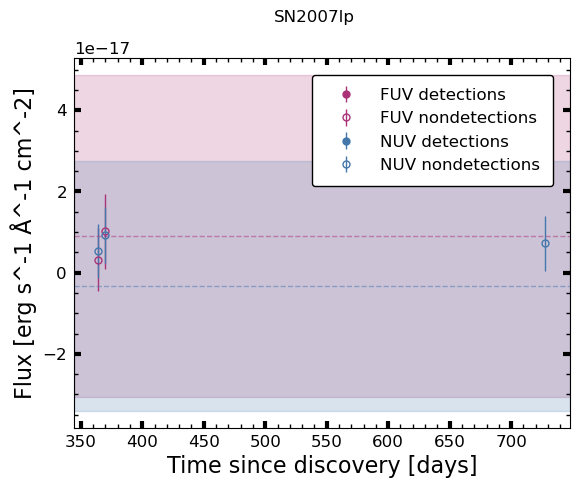 SN2007lp
1e−17
FUV detections
FUV nondetections
NUV detections
NUV nondetections
4
2
0
−2
Flux [erg s^-1 Å^-1 cm^-2]
350 400 450 500 550 600 650 700
Time since discovery [days]